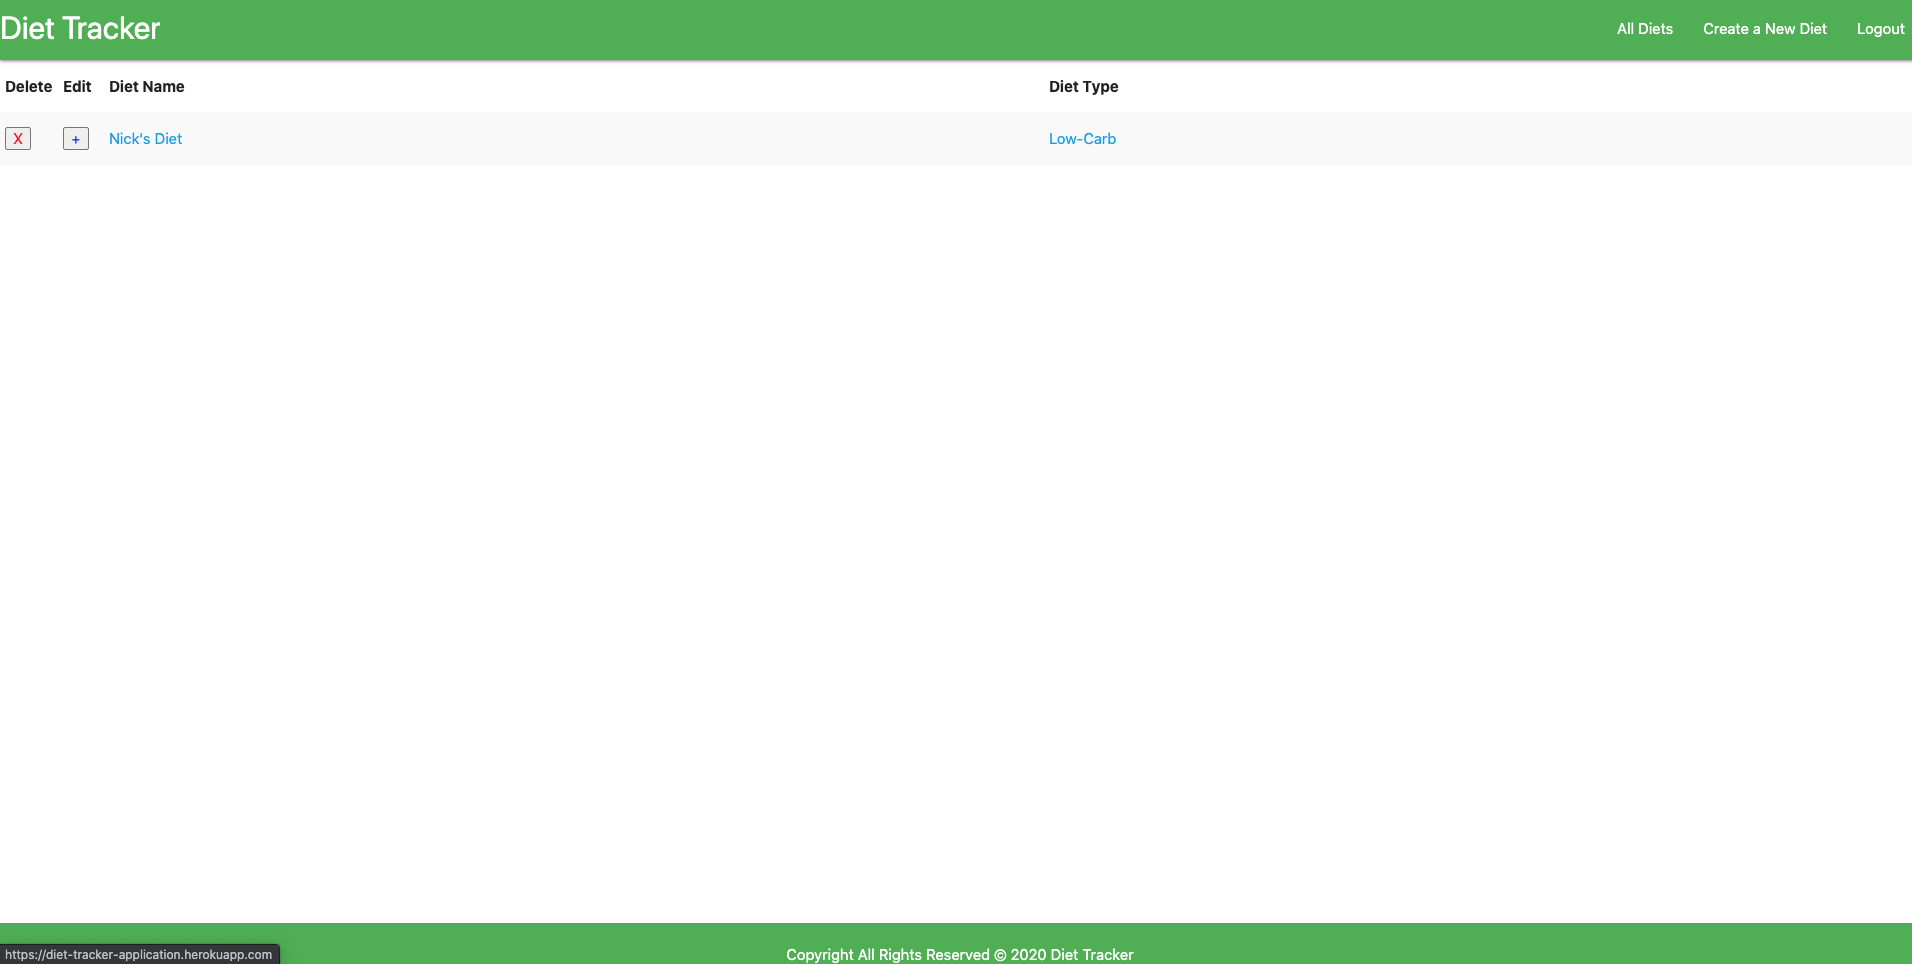 Diet Tracker All Diets Create a New Diet Logout
Delete Edit Diet Name Diet Type
X + Nick's Diet Low-Carb
https://diet-tracker-application.herokuapp.com Copyright All Rights Reserved © 2020 Diet Tracker